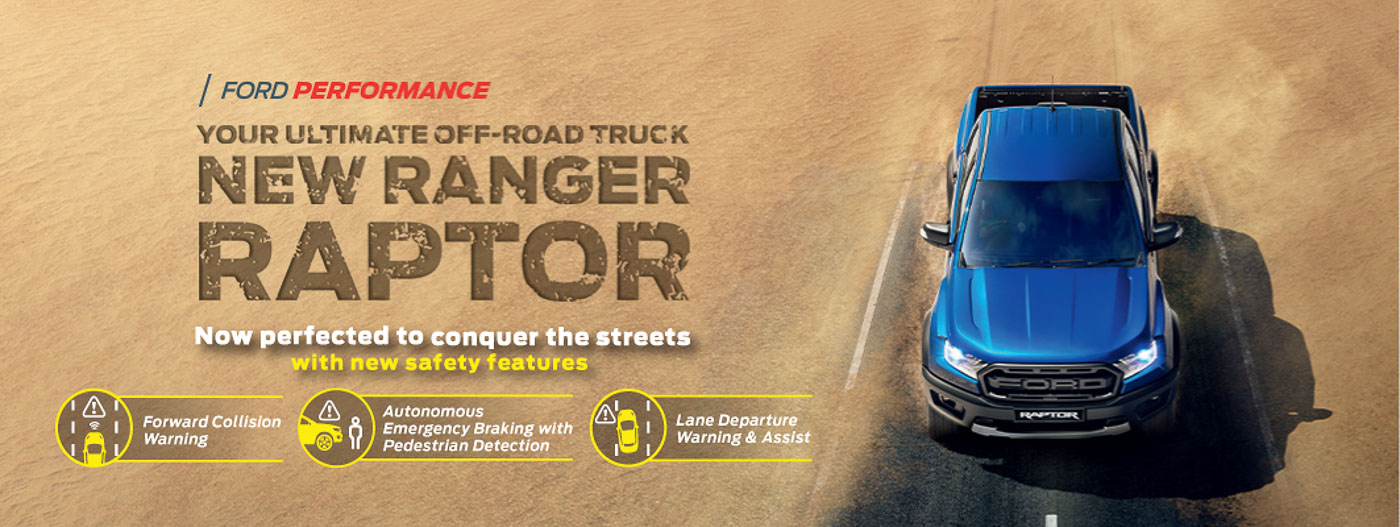 FORD PERFORMANCE
YOUR ULTIMATE OFF-ROAD TRUCK
NEW RANGER
RAPTOR
Now perfected to conquer the streets
with new safety features
Forward Collision
Warning
Autonomous
Emergency Braking with
Pedestrian Detection
Lane Departure
Warning & Assist
FORD
RAPTOR